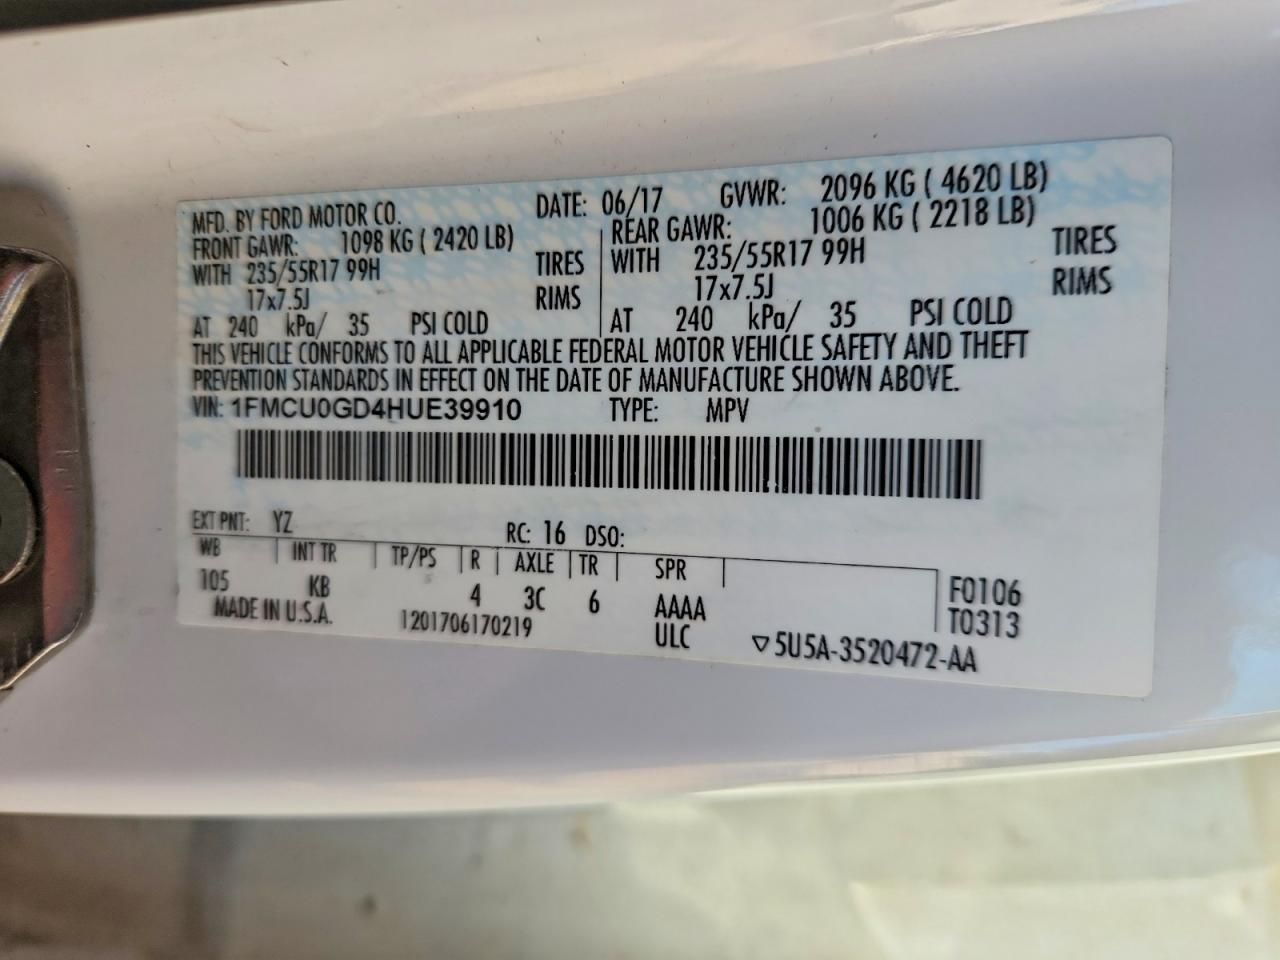 MFD. BY FORD MOTOR CO. DATE: 06/17 GVWR: 2096 KG ( 4620 LB)
FRONT GAWR: 1098 KG ( 2420 LB) REAR GAWR: 1006 KG ( 2218 LB)
WITH 235/55R17 99H TIRES WITH 235/55R17 99H TIRES
17x7.5J RIMS 17x7.5J RIMS
AT 240 kPa/ 35 PSI COLD AT 240 kPa/ 35 PSI COLD
THIS VEHICLE CONFORMS TO ALL APPLICABLE FEDERAL MOTOR VEHICLE SAFETY AND THEFT
PREVENTION STANDARDS IN EFFECT ON THE DATE OF MANUFACTURE SHOWN ABOVE.
VIN: 1FMCU0GD4HUE39910 TYPE: MPV
EXT PNT: YZ RC: 16 DSO:
WB INT TR TP/PS R AXLE TR SPR
105 KB 4 3C 6 AAAA F0106
MADE IN U.S.A. 1201706170219 ULC T0313
▽5U5A-3520472-AA